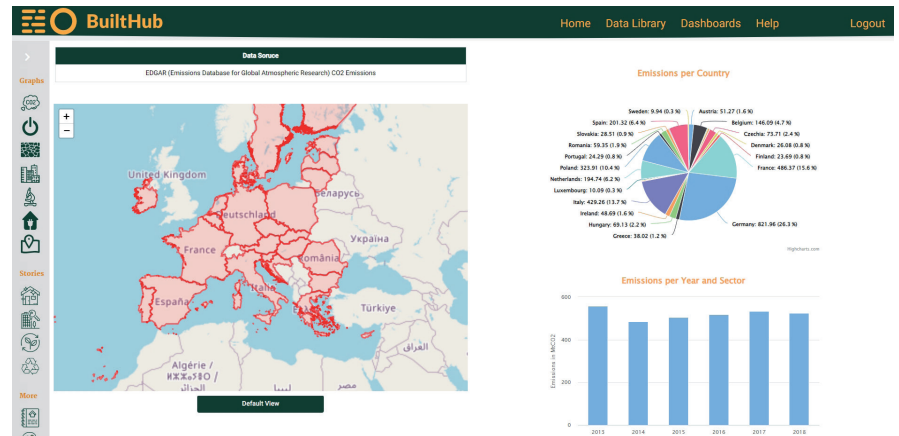 BuiltHub
Home Data Library Dashboards Help Logout
Graphs
CO2
Stories
More
Data Soruce
EDGAR (Emissions Database for Global Atmospheric Research) CO2 Emissions
+
−
United Kingdom
Беларусь
Deutschland
Україна
France
România
Italia
España
Türkiye
العراق
Algérie /
ⵍⵣⵣⴰⵢⴻⵔ /
الجزائر
ليبيا
مصر
Default View
Emissions per Country
Sweden: 9.94 (0.3 %)
Austria: 51.27 (1.6 %)
Spain: 201.32 (6.4 %)
Belgium: 146.09 (4.7 %)
Slovakia: 28.51 (0.9 %)
Czechia: 73.71 (2.4 %)
Romania: 59.35 (1.9 %)
Denmark: 26.08 (0.8 %)
Portugal: 24.29 (0.8 %)
Finland: 23.69 (0.8 %)
Poland: 323.91 (10.4 %)
France: 486.37 (15.6 %)
Netherlands: 194.74 (6.2 %)
Luxembourg: 10.09 (0.3 %)
Italy: 429.26 (13.7 %)
Ireland: 48.69 (1.6 %)
Germany: 821.96 (26.3 %)
Hungary: 69.13 (2.2 %)
Greece: 38.02 (1.2 %)
Highcharts.com
Emissions per Year and Sector
Emissions in MtCO2
600
400
200
0
2013 2014 2015 2016 2017 2018